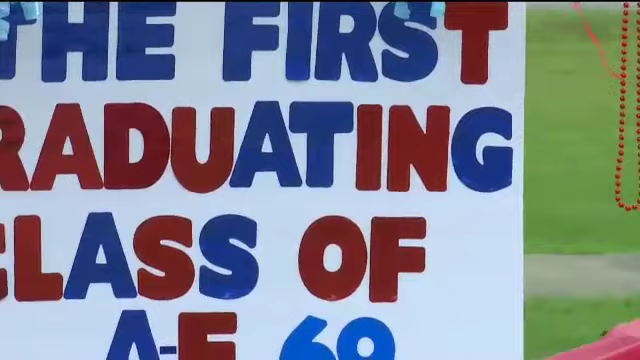 THE FIRST
RADUATING
CLASS OF